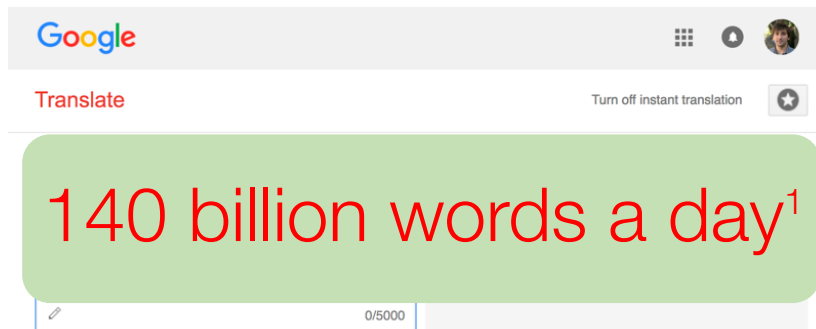 Google
Translate
Turn off instant translation
140 billion words a day¹
0/5000